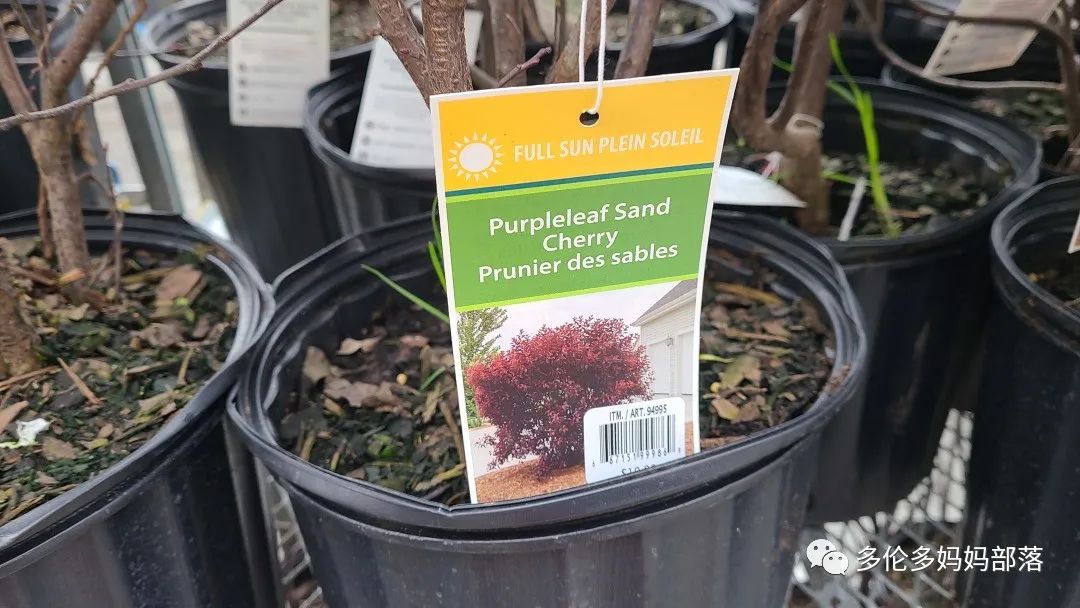 FULL SUN PLEIN SOLEIL
Purpleleaf Sand
Cherry
Prunier des sables
ITM. / ART. 94995
多伦多妈妈部落